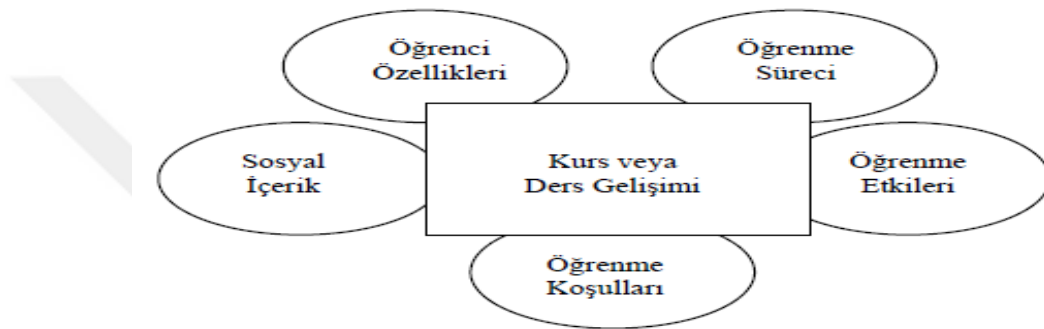 Öğrenci
Özellikleri
Öğrenme
Süreci
Sosyal
İçerik
Kurs veya
Ders Gelişimi
Öğrenme
Etkileri
Öğrenme
Koşulları